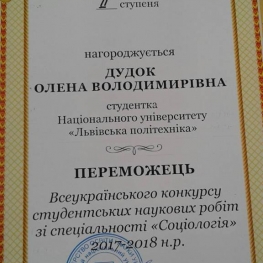 ступеня
нагороджується
ДУДОК
ОЛЕНА ВОЛОДИМИРІВНА
студентка
Національного університету
«Львівська політехніка»
ПЕРЕМОЖЕЦЬ
Всеукраїнського конкурсу
студентських наукових робіт
зі спеціальності «Соціологія»
2017-2018 н.р.